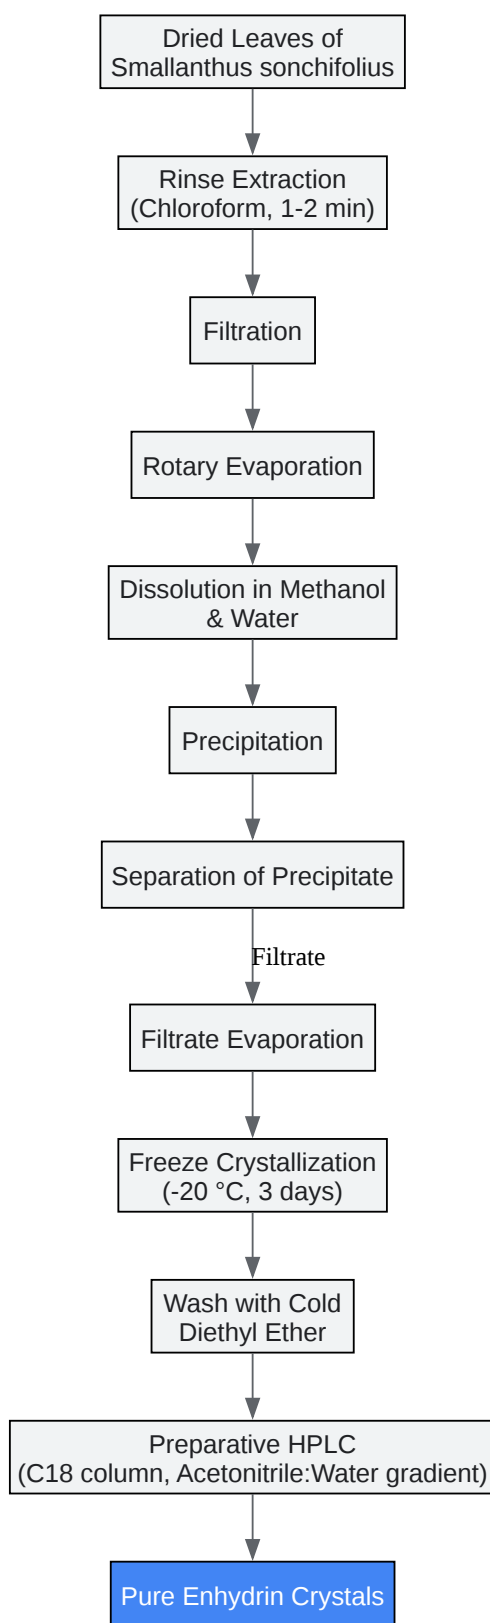 Dried Leaves of
Smallanthus sonchifolius
Rinse Extraction
(Chloroform, 1-2 min)
Filtration
Rotary Evaporation
Dissolution in Methanol
& Water
Precipitation
Separation of Precipitate
Filtrate
Filtrate Evaporation
Freeze Crystallization
(-20 °C, 3 days)
Wash with Cold
Diethyl Ether
Preparative HPLC
(C18 column, Acetonitrile:Water gradient)
Pure Enhydrin Crystals